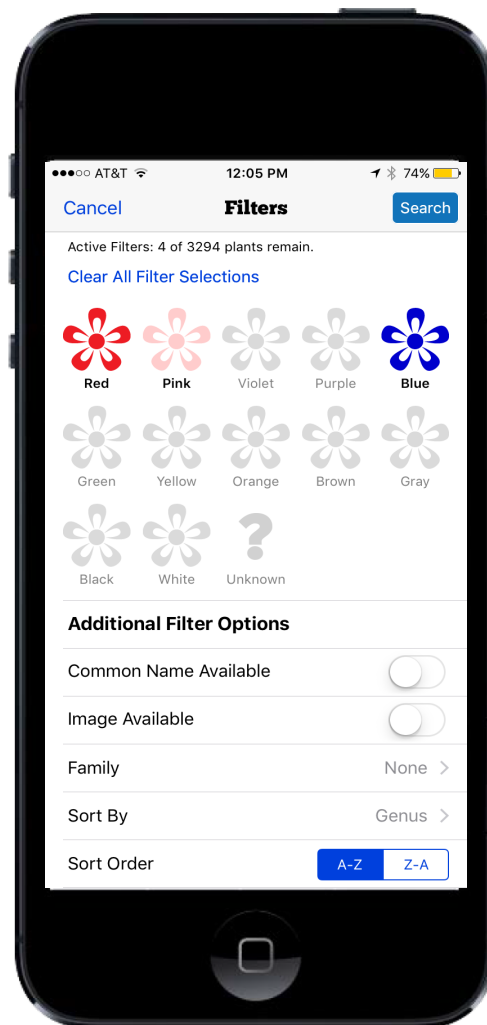 ●●●○○ AT&T 12:05 PM 74%
Cancel Filters Search
Active Filters: 4 of 3294 plants remain.
Clear All Filter Selections
Red Pink Violet Purple Blue
Green Yellow Orange Brown Gray
?
Black White Unknown
Additional Filter Options
Common Name Available
Image Available
Family None >
Sort By Genus >
Sort Order A-Z Z-A